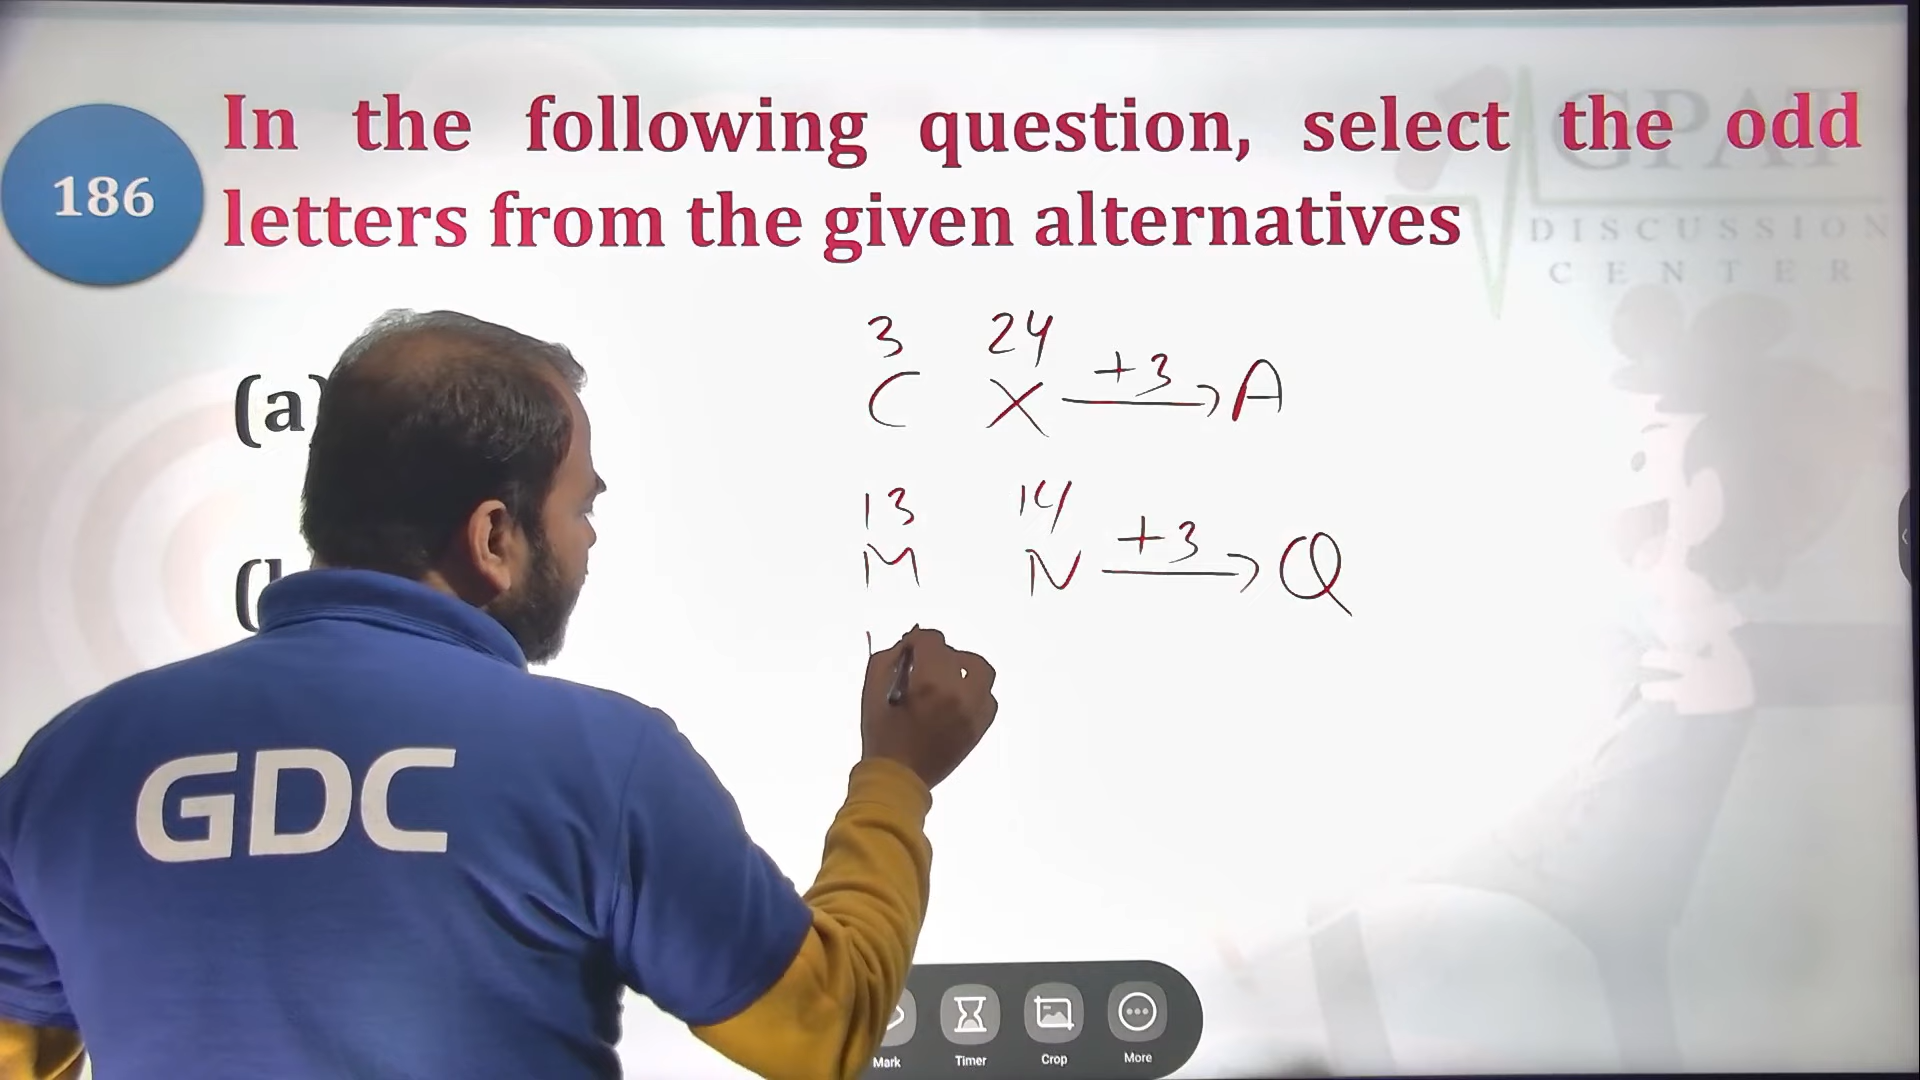 In the following question, select the odd
186
letters from the given alternatives
GPAT
DISCUSSION
CENTER
3 24
(a)
C X +3 A
13 14
M N +3 Q
GDC
Mark Timer Crop More